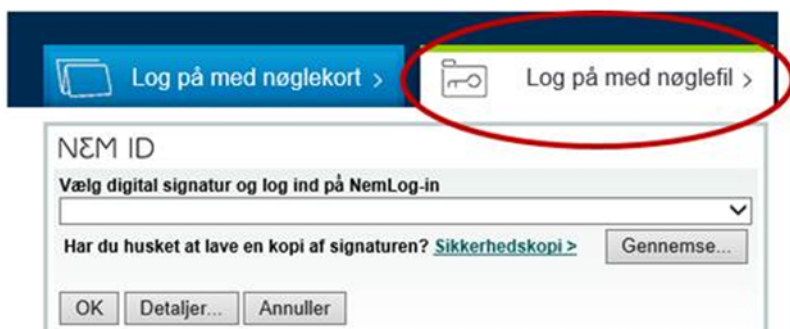 Log på med nøglekort >
Log på med nøglefil >
NEM ID
Vælg digital signatur og log ind på NemLog-in
Har du husket at lave en kopi af signaturen? Sikkerhedskopi > Gennemse...
OK Detaljer... Annuller